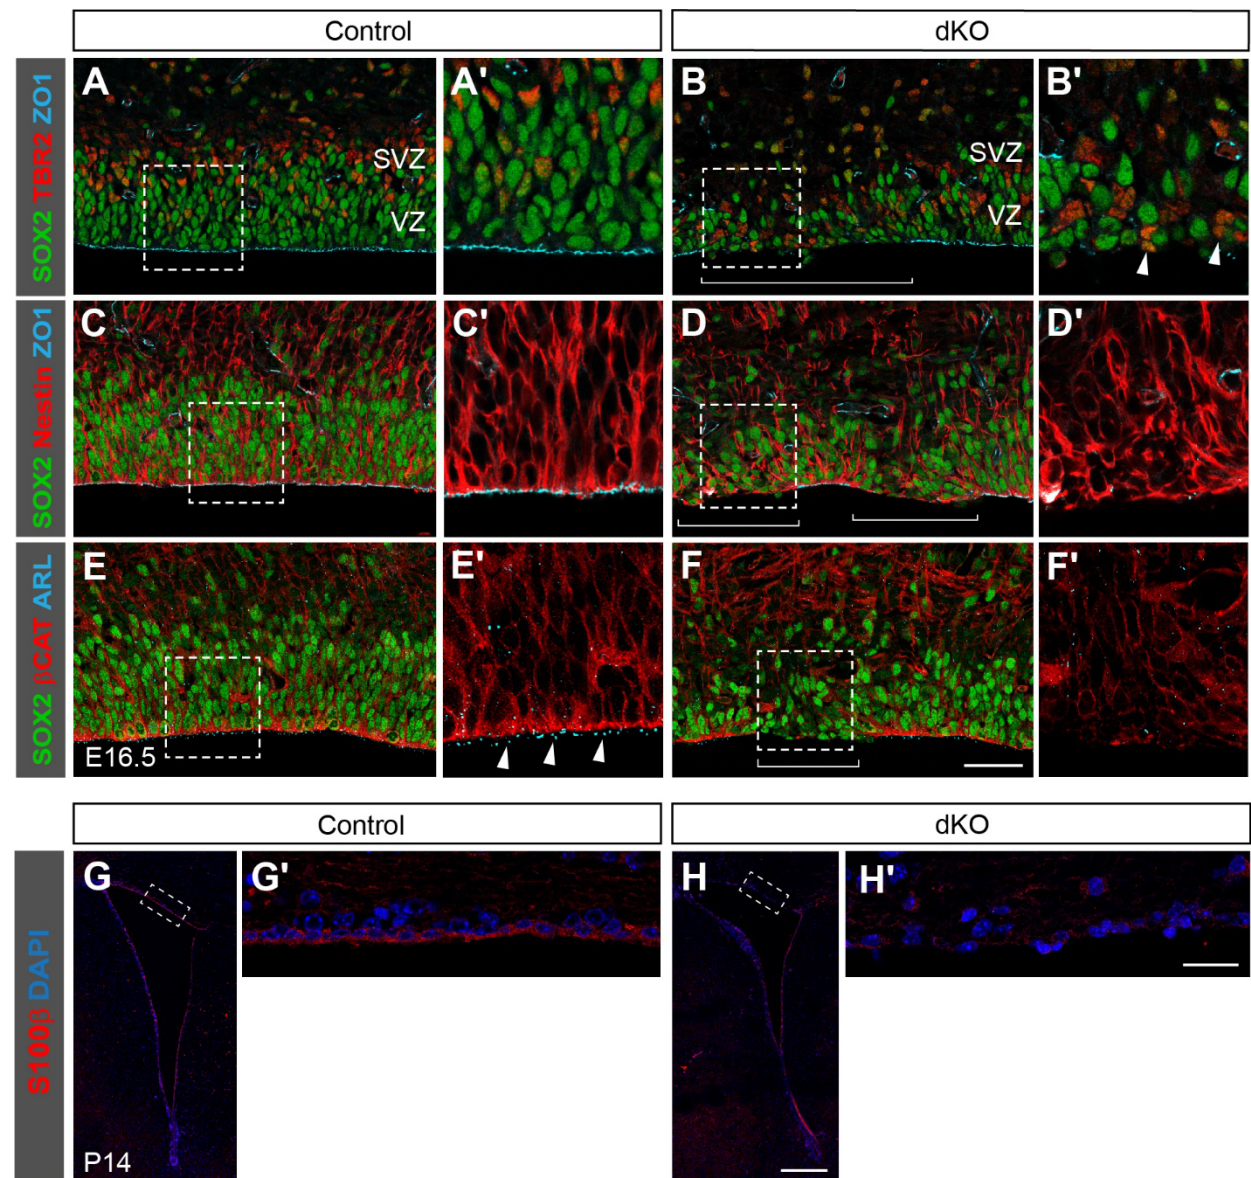 Control
dKO
SOX2 TBR2 ZO1
A
A'
B
B'
SVZ
VZ
SVZ
VZ
SOX2 Nestin ZO1
C
C'
D
D'
SOX2 βCAT ARL
E
E'
F
F'
E16.5
Control
dKO
S100β DAPI
G
G'
H
H'
P14